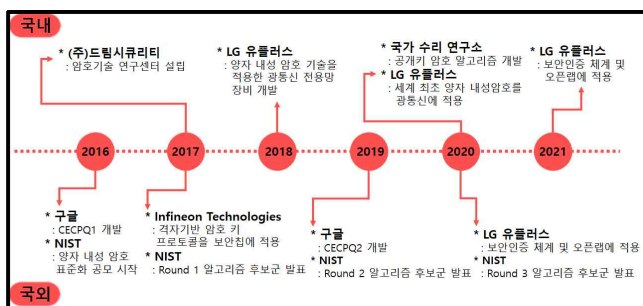 국내
* (주)드림시큐리티
: 암호기술 연구센터 설립
* LG 유플러스
: 양자 내성 암호 기술을
적용한 광통신 전용망
장비 개발
* 국가 수리 연구소
: 공개키 암호 알고리즘 개발
* LG 유플러스
: 세계 최초 양자 내성암호를
광통신에 적용
* LG 유플러스
: 보안인증 체계 및
오픈랩에 적용
2016
2017
2018
2019
2020
2021
* 구글
: CECPQ1 개발
* NIST
: 양자 내성 암호
표준화 공모 시작
* Infineon Technologies
: 격자기반 암호 키
프로토콜을 보안칩에 적용
* NIST
: Round 1 알고리즘 후보군 발표
* 구글
: CECPQ2 개발
* NIST
: Round 2 알고리즘 후보군 발표
* LG 유플러스
: 보안인증 체계 및 오픈랩에 적용
* NIST
: Round 3 알고리즘 후보군 발표
국외